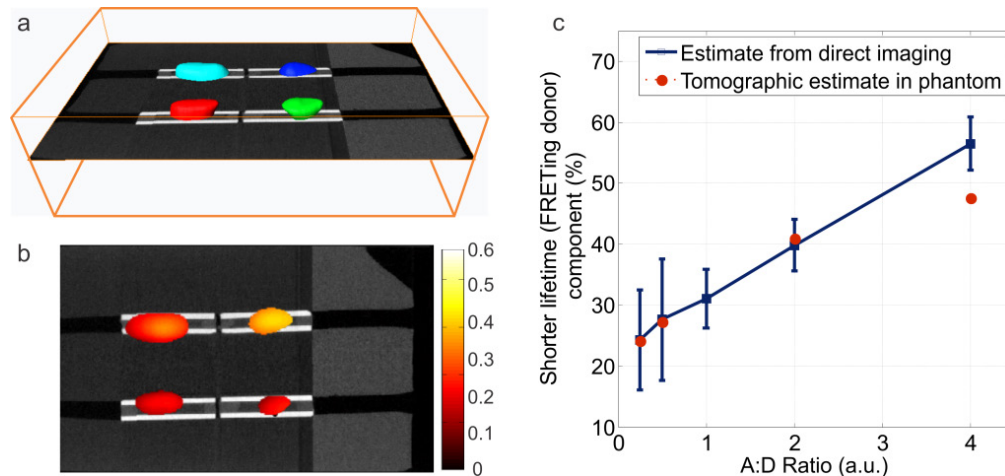 a
b
0.6
0.5
0.4
0.3
0.2
0.1
0
c
Shorter lifetime (FRETing donor)
component (%)
70
60
50
40
30
20
10
Estimate from direct imaging
Tomographic estimate in phantom
0
1
2
3
4
A:D Ratio (a.u.)